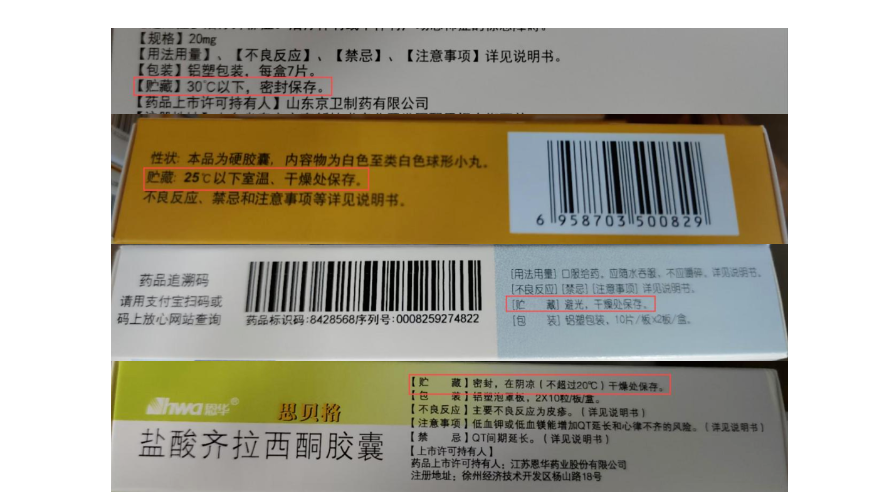 【规格】20mg
【用法用量】、【不良反应】、【禁忌】、【注意事项】详见说明书。
【包装】铝塑包装，每盒7片。
【贮藏】30℃以下，密封保存。
【药品上市许可持有人】山东京卫制药有限公司
性状: 本品为硬胶囊，内容物为白色至类白色球形小丸。
贮藏: 25℃以下室温、干燥处保存。
不良反应、禁忌和注意事项等详见说明书。
6 958703 500829
药品追溯码
请用支付宝扫码或
码上放心网站查询
药品标识码:8428568序列号:0008259274822
[用法用量] 口服给药，应随水吞服，不应嚼碎。详见说明书。
[不良反应] [禁忌] [注意事项] 详见说明书。
[贮 藏] 避光，干燥处保存。
[包 装] 铝塑包装，10片/板×2板/盒。
nhwa 恩华®
思贝格
盐酸齐拉西酮胶囊
【贮 藏】密封，在阴凉（不超过20℃）干燥处保存。
【包 装】铝塑泡罩板，2X10粒/板/盒。
【不良反应】主要不良反应为皮疹。（详见说明书）
【注意事项】低血钾或低血镁能增加QT延长和心律不齐的风险。（详见说明书）
【禁 忌】QT间期延长。（详见说明书）
【上市许可持有人】
药品上市许可持有人：江苏恩华药业股份有限公司
注册地址：徐州经济技术开发区杨山路18号